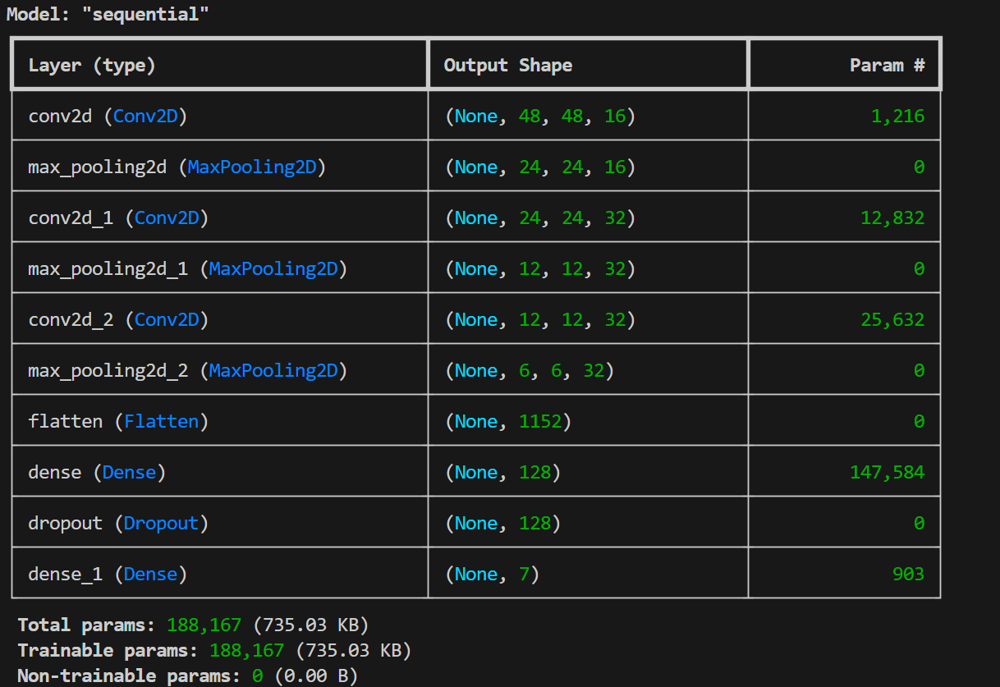 Model: "sequential"
Layer (type) Output Shape Param #
conv2d (Conv2D) (None, 48, 48, 16) 1,216
max_pooling2d (MaxPooling2D) (None, 24, 24, 16) 0
conv2d_1 (Conv2D) (None, 24, 24, 32) 12,832
max_pooling2d_1 (MaxPooling2D) (None, 12, 12, 32) 0
conv2d_2 (Conv2D) (None, 12, 12, 32) 25,632
max_pooling2d_2 (MaxPooling2D) (None, 6, 6, 32) 0
flatten (Flatten) (None, 1152) 0
dense (Dense) (None, 128) 147,584
dropout (Dropout) (None, 128) 0
dense_1 (Dense) (None, 7) 903
Total params: 188,167 (735.03 KB)
Trainable params: 188,167 (735.03 KB)
Non-trainable params: 0 (0.00 B)